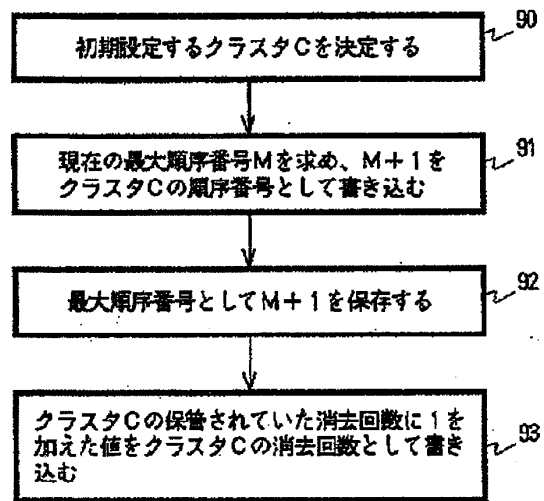 初期設定するクラスタCを決定する
90
現在の最大順序番号Mを求め、M+1を
クラスタCの順序番号として書き込む
91
最大順序番号としてM+1を保存する
92
クラスタCの保管されていた消去回数に1を
加えた値をクラスタCの消去回数として書き
込む
93